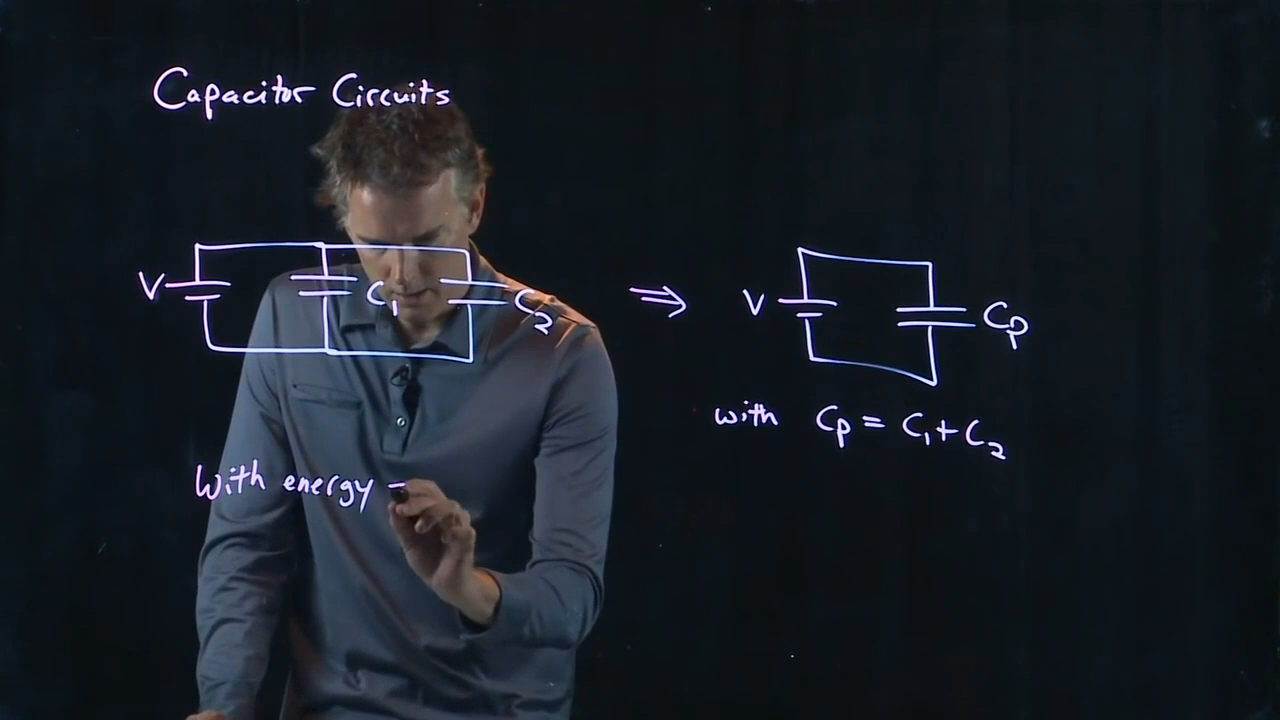 Capacitor Circuits
V C₁ C₂ ⇒ V Cₚ
with Cₚ = C₁ + C₂
With energy -